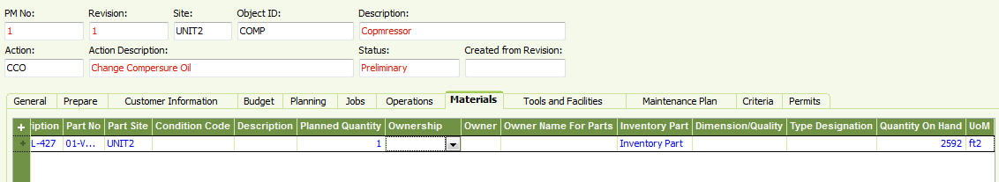 PM No: Revision: Site: Object ID: Description:
1 1 UNIT2 COMP Copmressor
Action: Action Description: Status: Created from Revision:
CCO Change Compersure Oil Preliminary
General Prepare Customer Information Budget Planning Jobs Operations Materials Tools and Facilities Maintenance Plan Criteria Permits
+ ription Part No Part Site Condition Code Description Planned Quantity Ownership Owner Owner Name For Parts Inventory Part Dimension/Quality Type Designation Quantity On Hand UoM
+ L-427 01-V... UNIT2 1 Inventory Part 2592 ft2